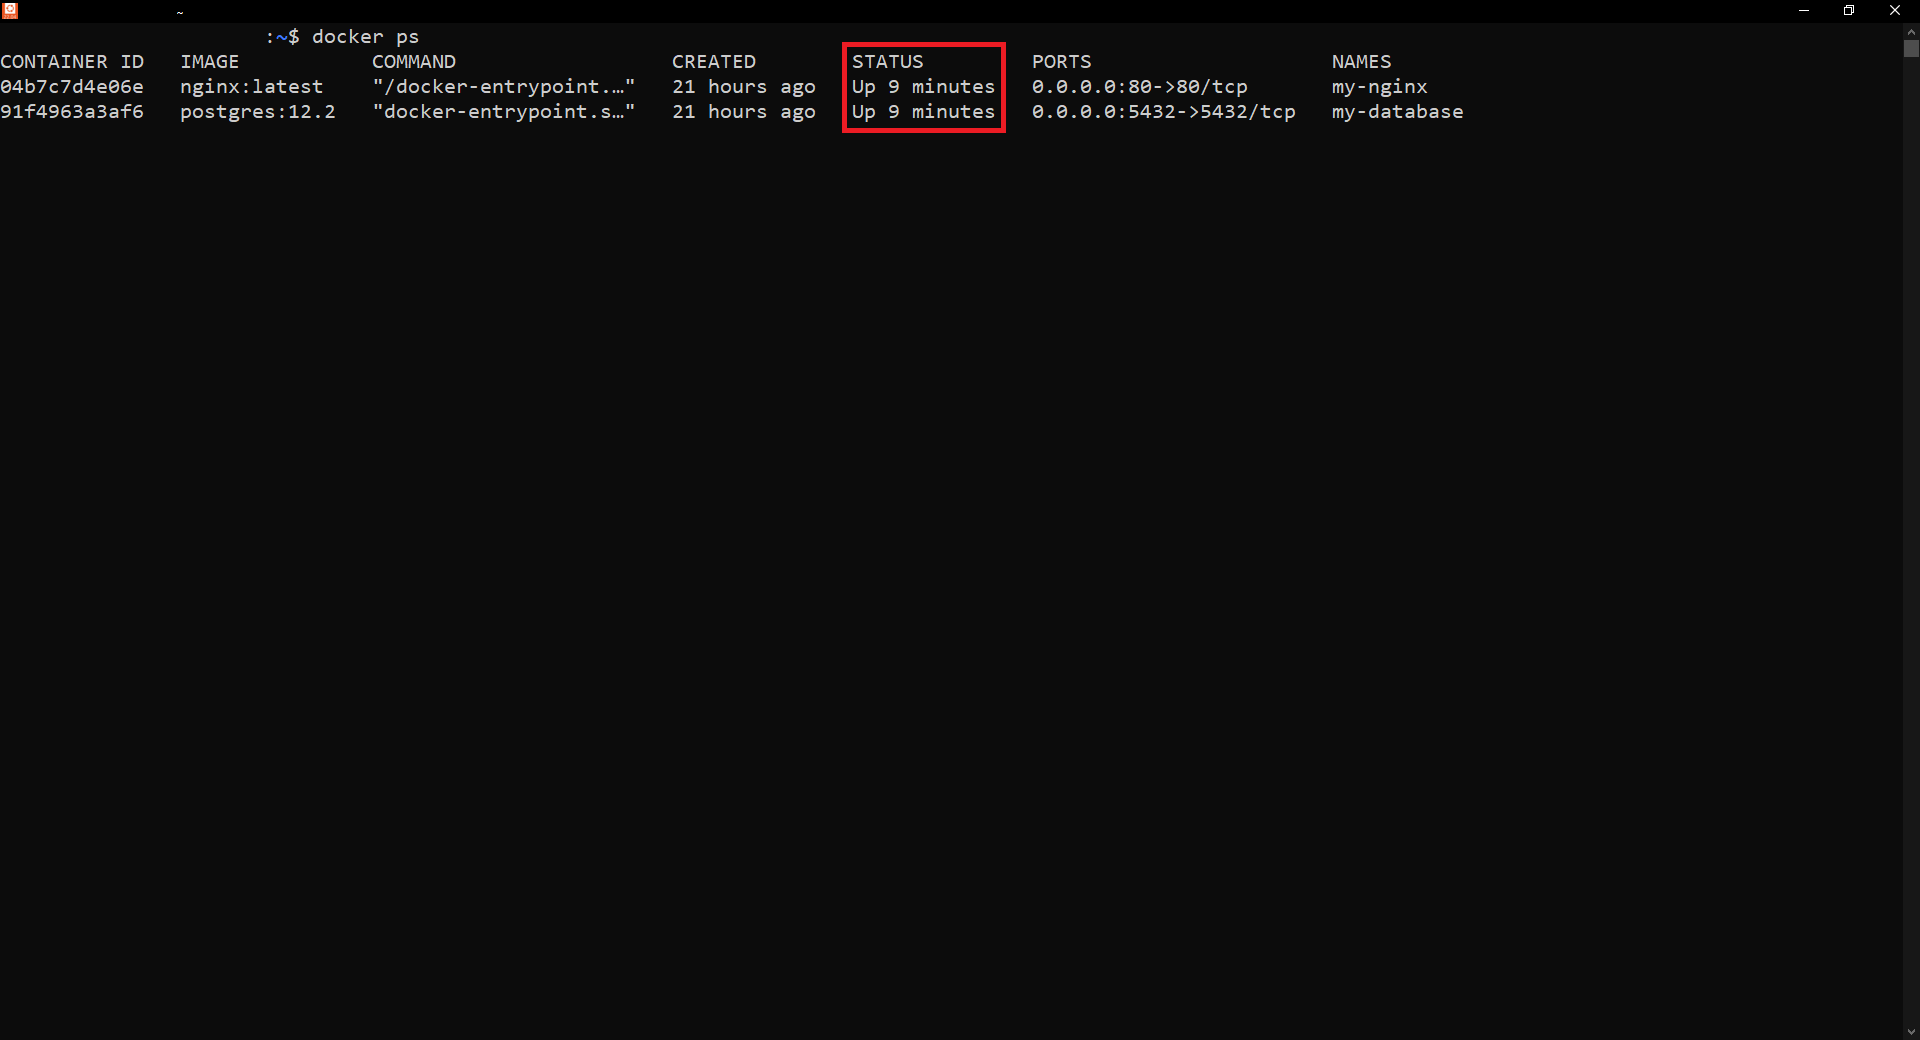 ~
:~$ docker ps
CONTAINER ID   IMAGE           COMMAND                  CREATED        STATUS         PORTS                    NAMES
04b7c7d4e06e   nginx:latest    "/docker-entrypoint.…"   21 hours ago   Up 9 minutes   0.0.0.0:80->80/tcp       my-nginx
91f4963a3af6   postgres:12.2   "docker-entrypoint.s…"   21 hours ago   Up 9 minutes   0.0.0.0:5432->5432/tcp   my-database